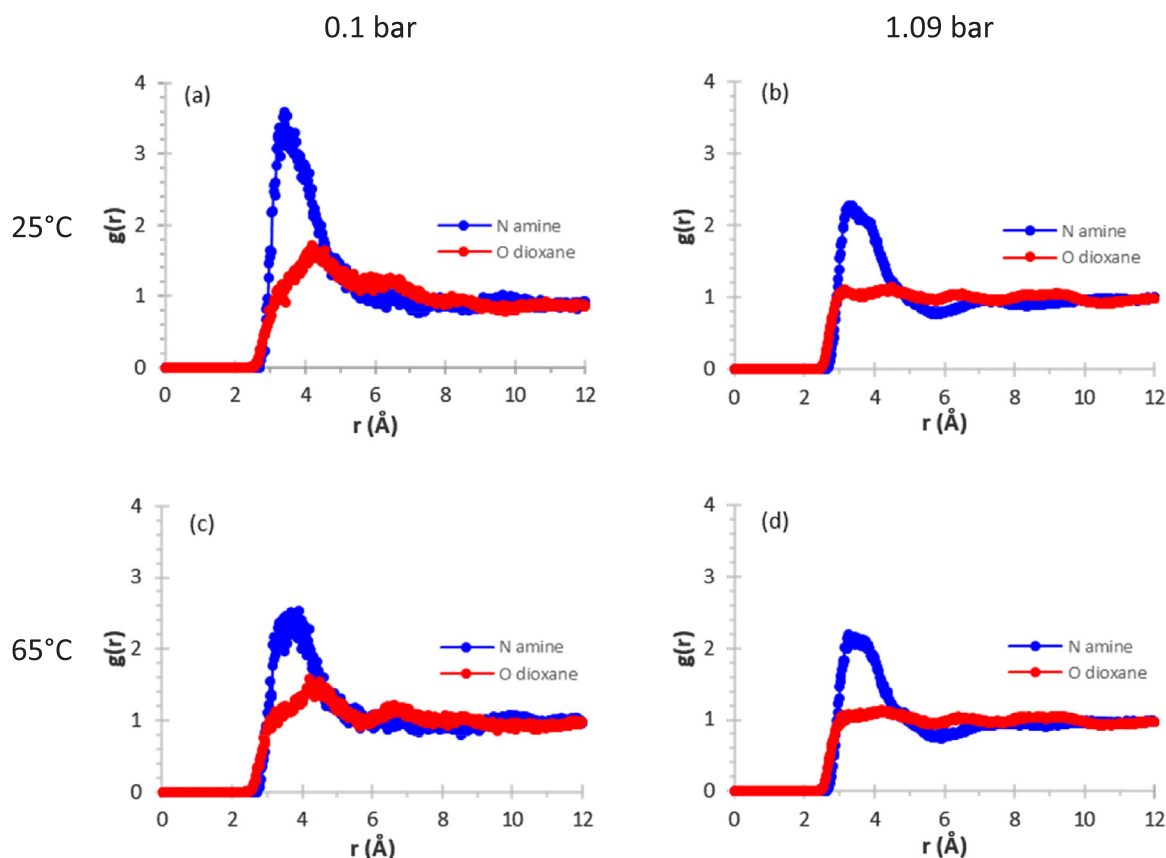 0.1 bar
1.09 bar
25°C
(a)
g(r)
4
3
2
1
0
N amine
O dioxane
0 2 4 6 8 10 12
r (Å)
(b)
g(r)
4
3
2
1
0
N amine
O dioxane
0 2 4 6 8 10 12
r (Å)
65°C
(c)
g(r)
4
3
2
1
0
N amine
O dioxane
0 2 4 6 8 10 12
r (Å)
(d)
g(r)
4
3
2
1
0
N amine
O dioxane
0 2 4 6 8 10 12
r (Å)